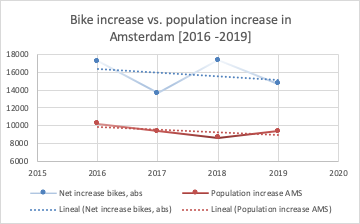 Bike increase vs. population increase in
Amsterdam [2016 -2019]
18000
16000
14000
12000
10000
8000
6000
2015 2016 2017 2018 2019 2020
Net increase bikes, abs Population increase AMS
Lineal (Net increase bikes, abs) Lineal (Population increase AMS)